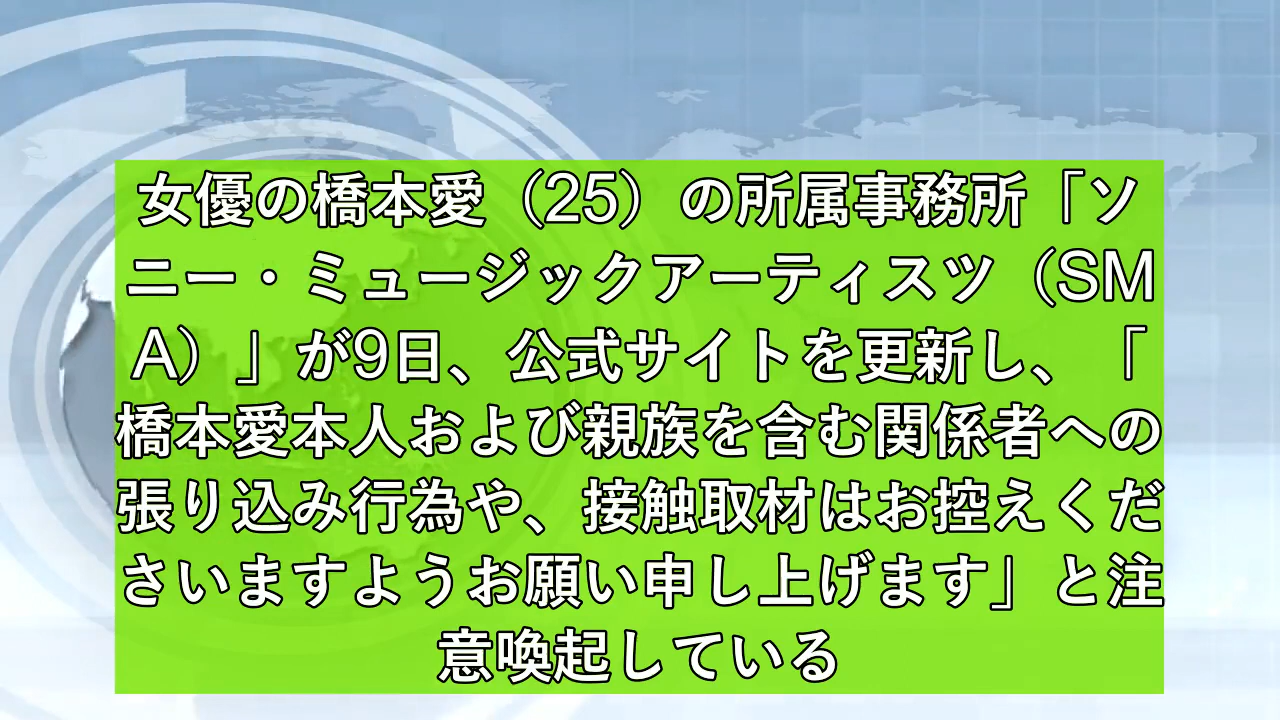 女優の橋本愛（25）の所属事務所「ソ
ニー・ミュージックアーティスツ（SM
A）」が9日、公式サイトを更新し、「
橋本愛本人および親族を含む関係者への
張り込み行為や、接触取材はお控えくだ
さいますようお願い申し上げます」と注
意喚起している